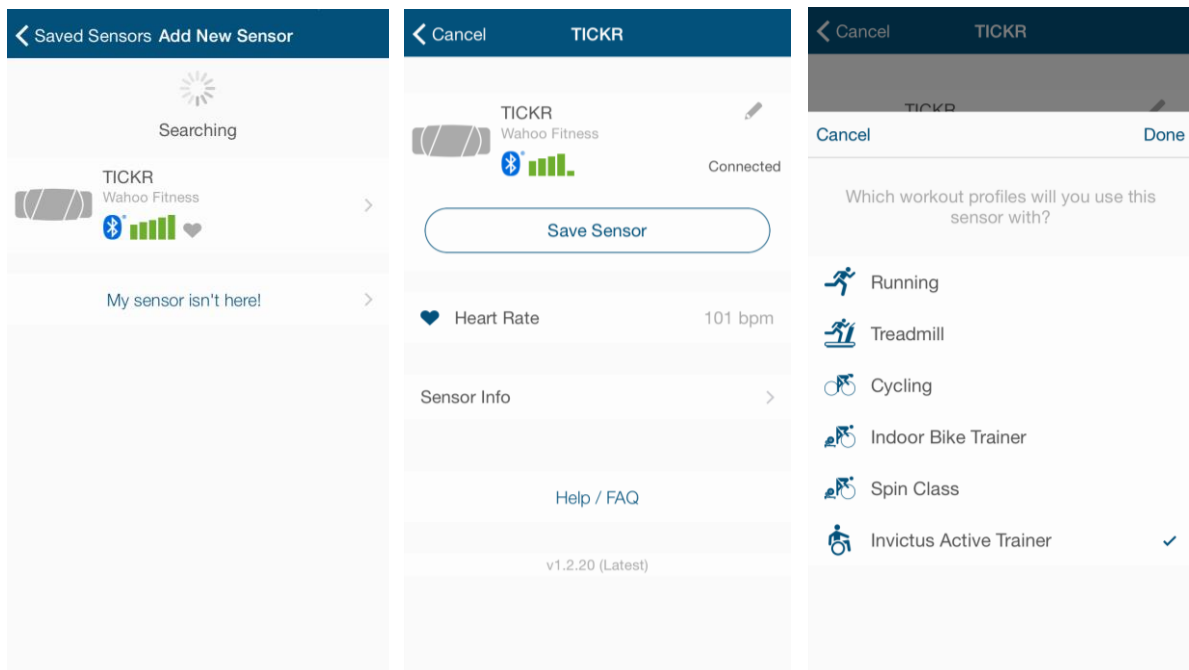 Saved Sensors Add New Sensor
Searching
TICKR
Wahoo Fitness
My sensor isn't here!
Cancel TICKR
TICKR
Wahoo Fitness
Connected
Save Sensor
Heart Rate 101 bpm
Sensor Info
Help / FAQ
v1.2.20 (Latest)
Cancel TICKR
TICKR
Cancel Done
Which workout profiles will you use this
sensor with?
Running
Treadmill
Cycling
Indoor Bike Trainer
Spin Class
Invictus Active Trainer